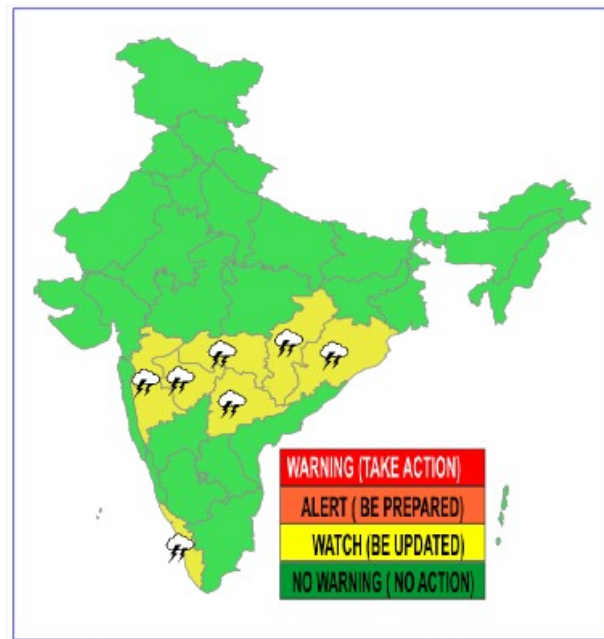 WARNING (TAKE ACTION)
ALERT ( BE PREPARED)
WATCH (BE UPDATED)
NO WARNING ( NO ACTION)